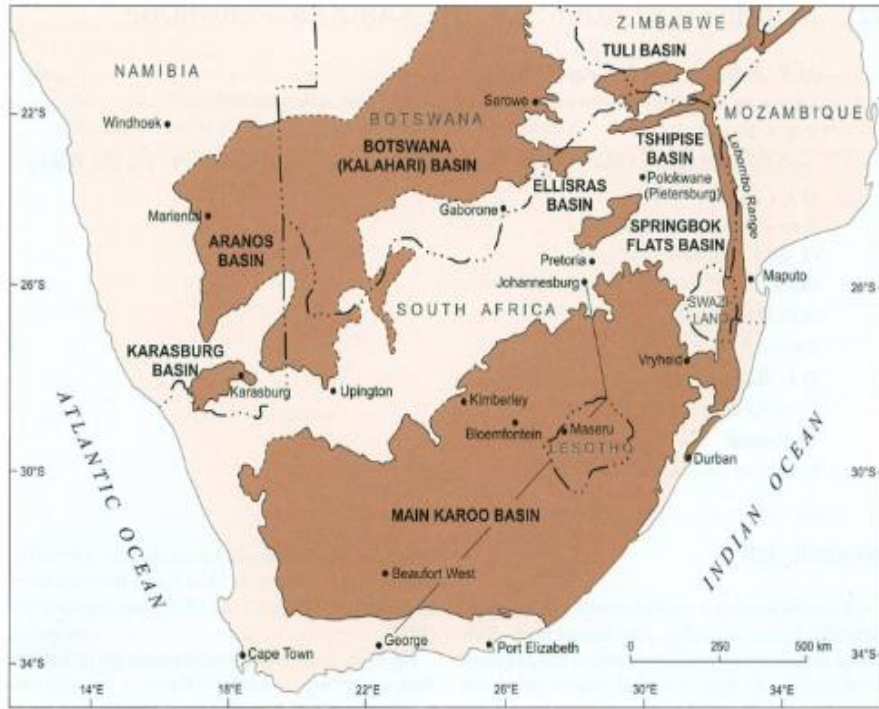 ZIMBABWE
TULI BASIN
NAMIBIA
Serowe
22°S
MOZAMBIQUE
Windhoek
BOTSWANA
BOTSWANA
(KALAHARI) BASIN
TSHIPISE
BASIN
Lebombo Range
Polokwane
(Pietersburg)
ELLISRAS
BASIN
Mariental
Gaborone
ARANOS
BASIN
SPRINGBOK
FLATS BASIN
Pretoria
Johannesburg
Maputo
26°S
26°S
SOUTH AFRICA
SWAZI
LAND
KARASBURG
BASIN
Vryheid
Karasburg
Upington
Kimberley
Bloemfontein
Maseru
LESOTHO
Durban
30°S
30°S
ATLANTIC OCEAN
INDIAN OCEAN
MAIN KAROO BASIN
Beaufort West
George
Port Elizabeth
Cape Town
0 250 500 km
34°S
34°S
14°E 18°E 22°E 26°E 30°E 34°E